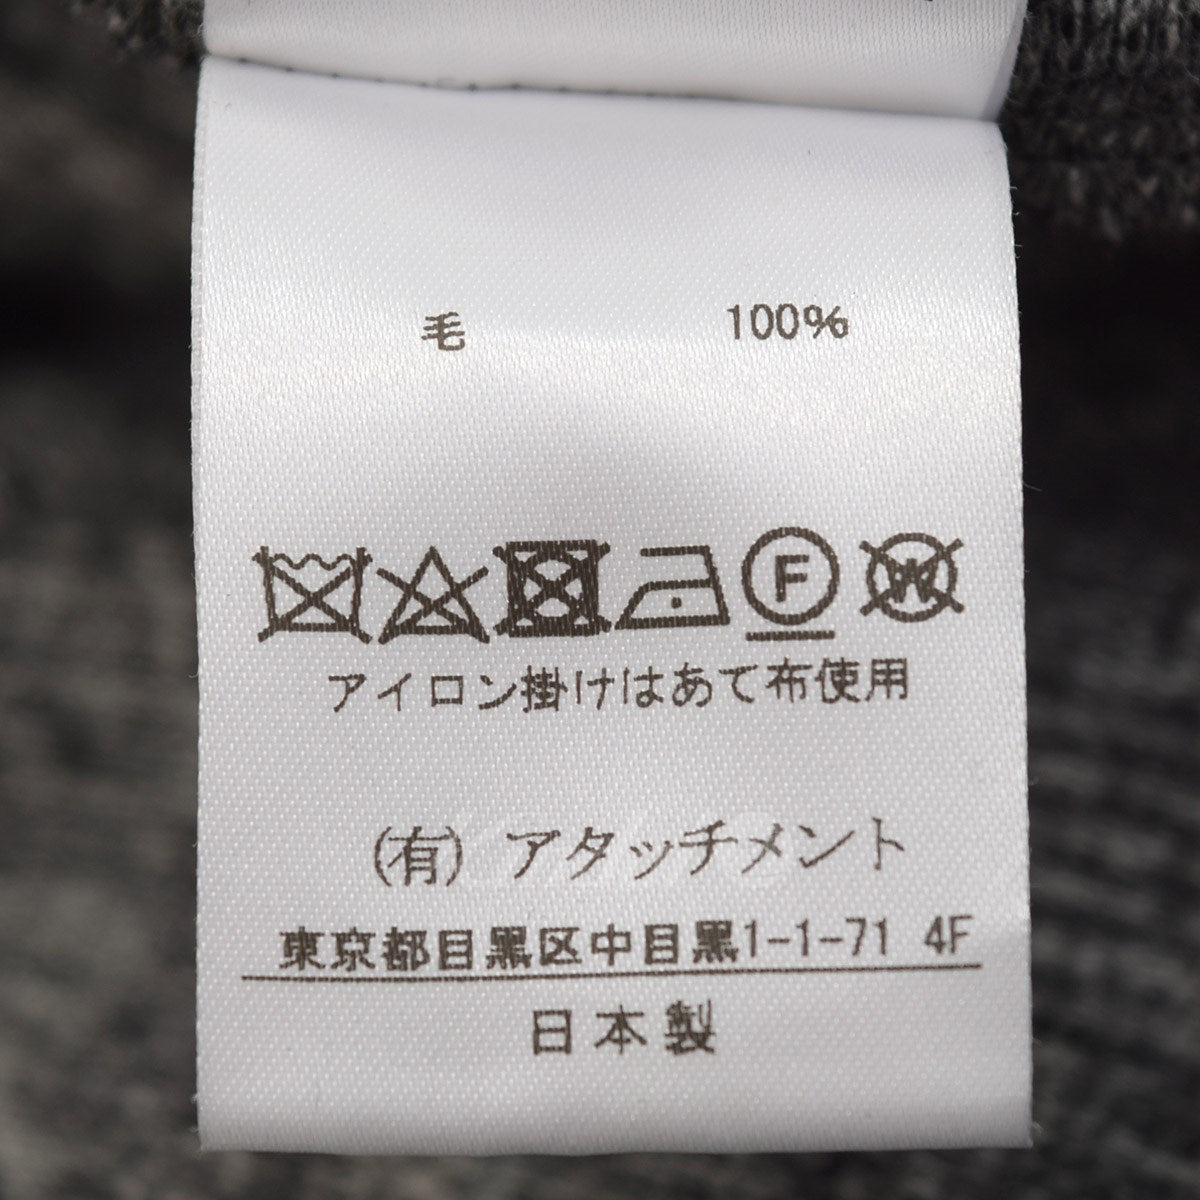 毛 100%
F W
アイロン掛けはあて布使用
(有) アタッチメント
東京都目黒区中目黒1-1-71 4F
日本製